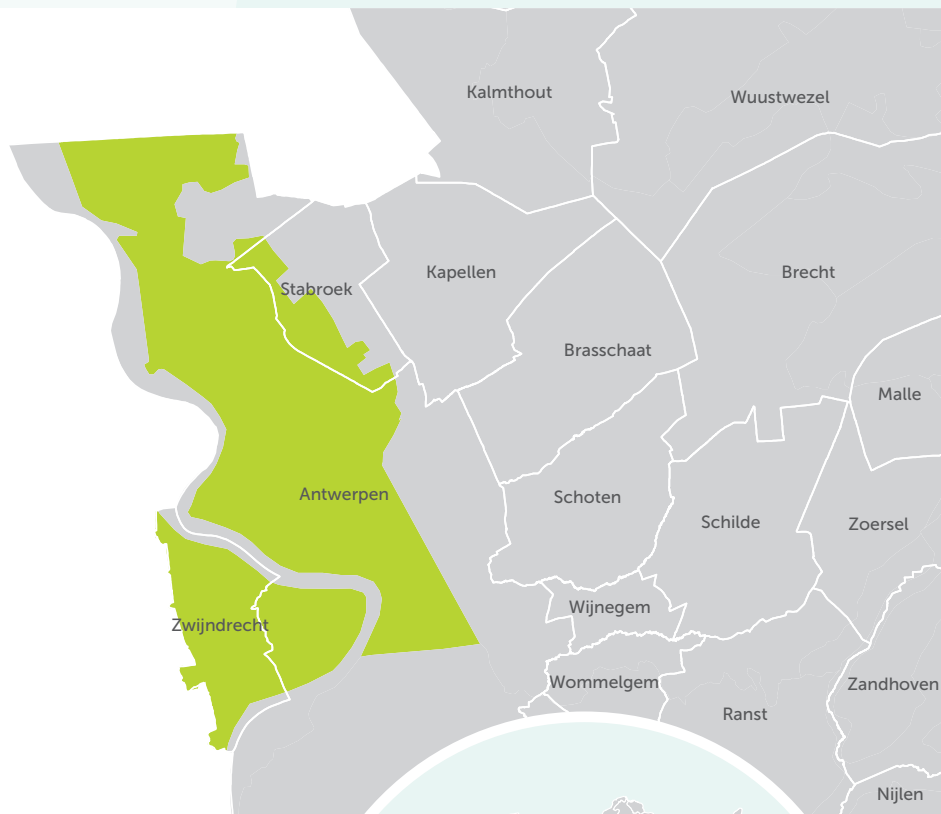 Kalmthout
Wuustwezel
Kapellen
Brecht
Stabroek
Brasschaat
Malle
Antwerpen
Schoten
Schilde
Zoersel
Wijnegem
Zwijndrecht
Wommelgem
Zandhoven
Ranst
Nijlen